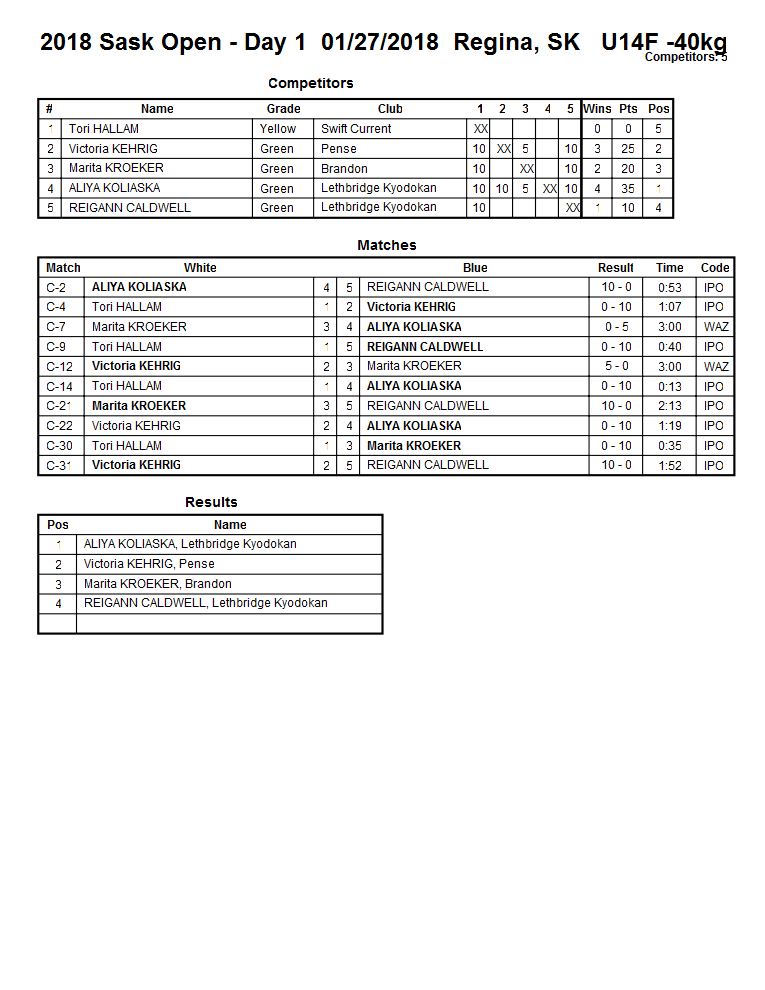 2018 Sask Open - Day 1 01/27/2018 Regina, SK U14F -40kg
Competitors: 5
Competitors
# Name Grade Club 1 2 3 4 5 Wins Pts Pos
1 Tori HALLAM Yellow Swift Current XX 0 0 5
2 Victoria KEHRIG Green Pense 10 XX 5 10 3 25 2
3 Marita KROEKER Green Brandon 10 XX 10 2 20 3
4 ALIYA KOLIASKA Green Lethbridge Kyodokan 10 10 5 XX 10 4 35 1
5 REIGANN CALDWELL Green Lethbridge Kyodokan 10 XX 1 10 4
Matches
Match White Blue Result Time Code
C-2 ALIYA KOLIASKA 4 5 REIGANN CALDWELL 10 - 0 0:53 IPO
C-4 Tori HALLAM 1 2 Victoria KEHRIG 0 - 10 1:07 IPO
C-7 Marita KROEKER 3 4 ALIYA KOLIASKA 0 - 5 3:00 WAZ
C-9 Tori HALLAM 1 5 REIGANN CALDWELL 0 - 10 0:40 IPO
C-12 Victoria KEHRIG 2 3 Marita KROEKER 5 - 0 3:00 WAZ
C-14 Tori HALLAM 1 4 ALIYA KOLIASKA 0 - 10 0:13 IPO
C-21 Marita KROEKER 3 5 REIGANN CALDWELL 10 - 0 2:13 IPO
C-22 Victoria KEHRIG 2 4 ALIYA KOLIASKA 0 - 10 1:19 IPO
C-30 Tori HALLAM 1 3 Marita KROEKER 0 - 10 0:35 IPO
C-31 Victoria KEHRIG 2 5 REIGANN CALDWELL 10 - 0 1:52 IPO
Results
Pos Name
1 ALIYA KOLIASKA, Lethbridge Kyodokan
2 Victoria KEHRIG, Pense
3 Marita KROEKER, Brandon
4 REIGANN CALDWELL, Lethbridge Kyodokan